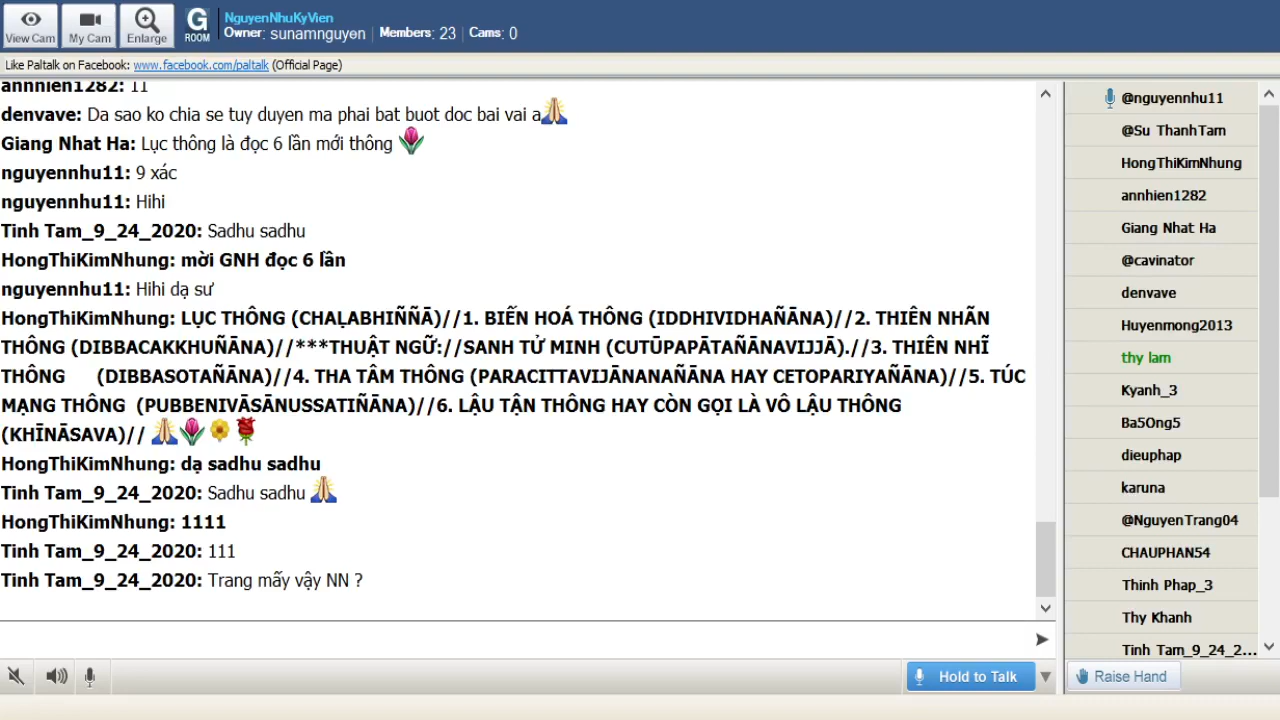 View Cam
My Cam
Enlarge
G
ROOM
NguyenNhuKyVien
Owner: sunamnguyen | Members: 23 | Cams: 0
Like Paltalk on Facebook: www.facebook.com/paltalk (Official Page)
annhien1282: 11
denvave: Da sao ko chia se tuy duyen ma phai bat buot doc bai vai a🙏
Giang Nhat Ha: Lục thông là đọc 6 lần mới thông 🌷
nguyennhu11: 9 xác
nguyennhu11: Hihi
Tinh Tam_9_24_2020: Sadhu sadhu
HongThiKimNhung: mời GNH đọc 6 lần
nguyennhu11: Hihi dạ sư
HongThiKimNhung: LỤC THÔNG (CHAḶABHIÑÑĀ)//1. BIẾN HOÁ THÔNG (IDDHIVIDHAÑĀNA)//2. THIÊN NHÃN
THÔNG (DIBBACAKKHUÑĀNA)//***THUẬT NGỮ://SANH TỬ MINH (CUTŪPAPĀTAÑĀNAVIJJĀ).//3. THIÊN NHĨ
THÔNG (DIBBASOTAÑĀNA)//4. THA TÂM THÔNG (PARACITTAVIJĀNANAÑĀNA HAY CETOPARIYAÑĀNA)//5. TÚC
MẠNG THÔNG (PUBBENIVĀSĀNUSSATIÑĀNA)//6. LẬU TẬN THÔNG HAY CÒN GỌI LÀ VÔ LẬU THÔNG
(KHĪNĀSAVA)// 🙏🌷🌼🌹
HongThiKimNhung: dạ sadhu sadhu
Tinh Tam_9_24_2020: Sadhu sadhu 🙏
HongThiKimNhung: 1111
Tinh Tam_9_24_2020: 111
Tinh Tam_9_24_2020: Trang mấy vậy NN ?
Hold to Talk
@nguyennhu11
@Su ThanhTam
HongThiKimNhung
annhien1282
Giang Nhat Ha
@cavinator
denvave
Huyenmong2013
thy lam
Kyanh_3
Ba5Ong5
dieuphap
karuna
@NguyenTrang04
CHAUPHAN54
Thinh Phap_3
Thy Khanh
Tinh Tam_9_24_2...
Raise Hand